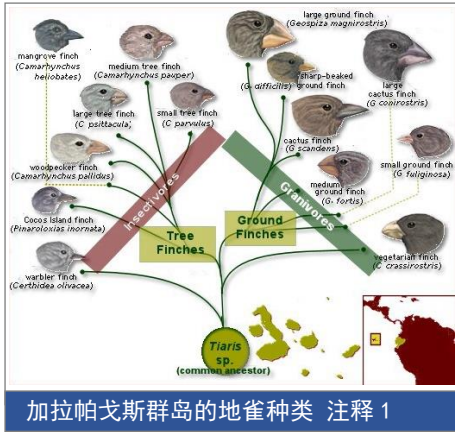 large ground finch
(Geospiza magnirostris)
mangrove finch
(Camarhynchus
heliobates)
medium tree finch
(Camarhynchus pauper)
(G. difficilis)
sharp-beaked
ground finch
large
cactus finch
(G conirostris)
large tree finch
(C psittacula)
small tree finch
(C parvulus)
cactus finch
(G scandens)
woodpecker finch
(Camarhynchus pallidus)
small ground finch
(G fuliginosa)
medium
ground finch
(G. fortis)
Insectivores
Granivores
Cocos Island finch
(Pinaroloxias inornata)
Tree
Finches
Ground
Finches
vegetarian finch
(C crassirostris)
warbler finch
(Certhidea olivacea)
Tiaris
sp.
(common ancestor)
加拉帕戈斯群岛的地雀种类 注释 1